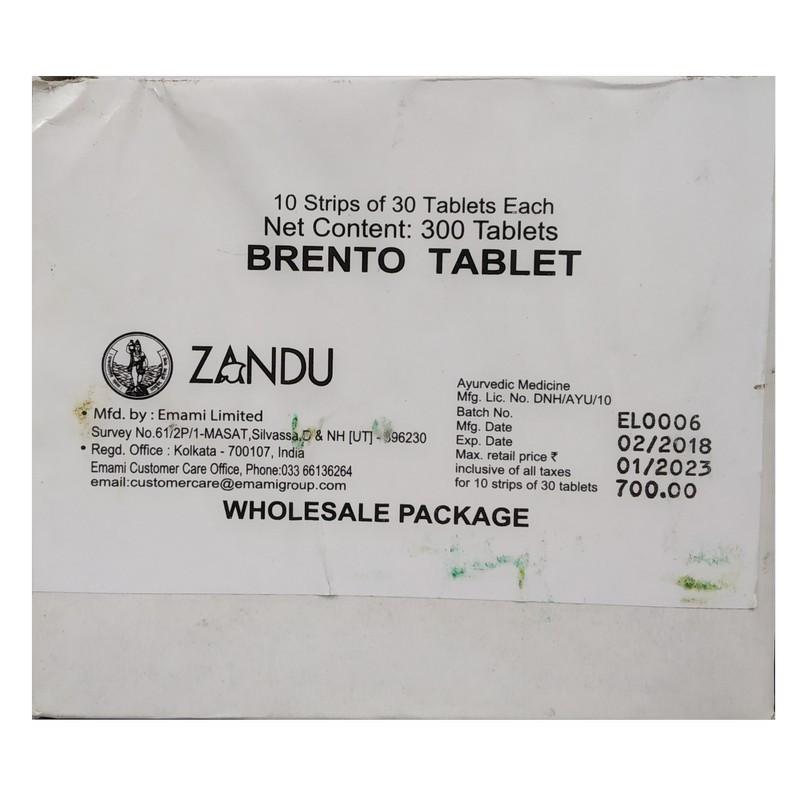 10 Strips of 30 Tablets Each
Net Content: 300 Tablets
BRENTO TABLET
ZANDU
• Mfd. by : Emami Limited
Survey No.61/2P/1-MASAT,Silvassa,D & NH [UT] - 396230
• Regd. Office : Kolkata - 700107, India
Emami Customer Care Office, Phone:033 66136264
email:customercare@emamigroup.com
Ayurvedic Medicine
Mfg. Lic. No. DNH/AYU/10
Batch No. EL0006
Mfg. Date 02/2018
Exp. Date 01/2023
Max. retail price ₹
inclusive of all taxes
for 10 strips of 30 tablets 700.00
WHOLESALE PACKAGE